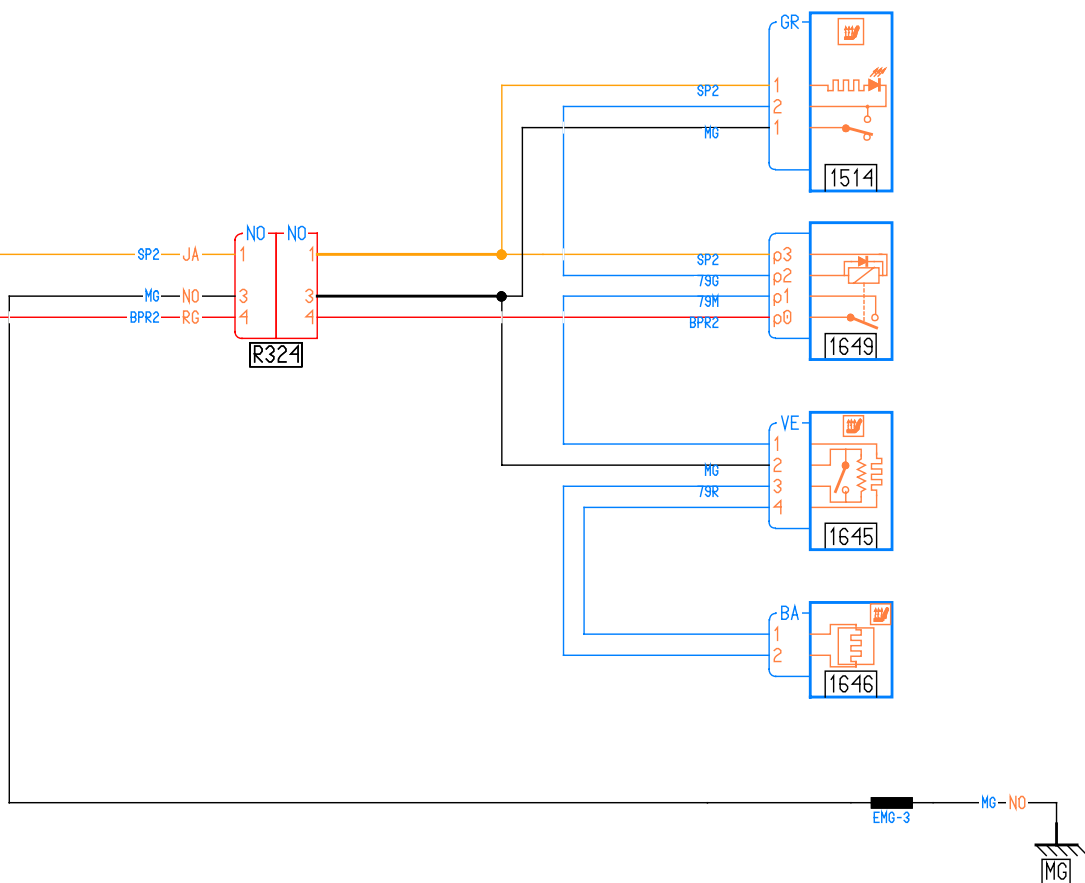 GR
1
SP2
2
1
MG
1514
NO NO
SP2 JA 1 1
MG NO 3 3
BPR2 RG 4 4
R324
p3
SP2
p2
79G
p1
79M
p0
BPR2
1649
VE
1
2
MG
3
79R
4
1645
BA
1
2
1646
MG NO
EMG-3
MG